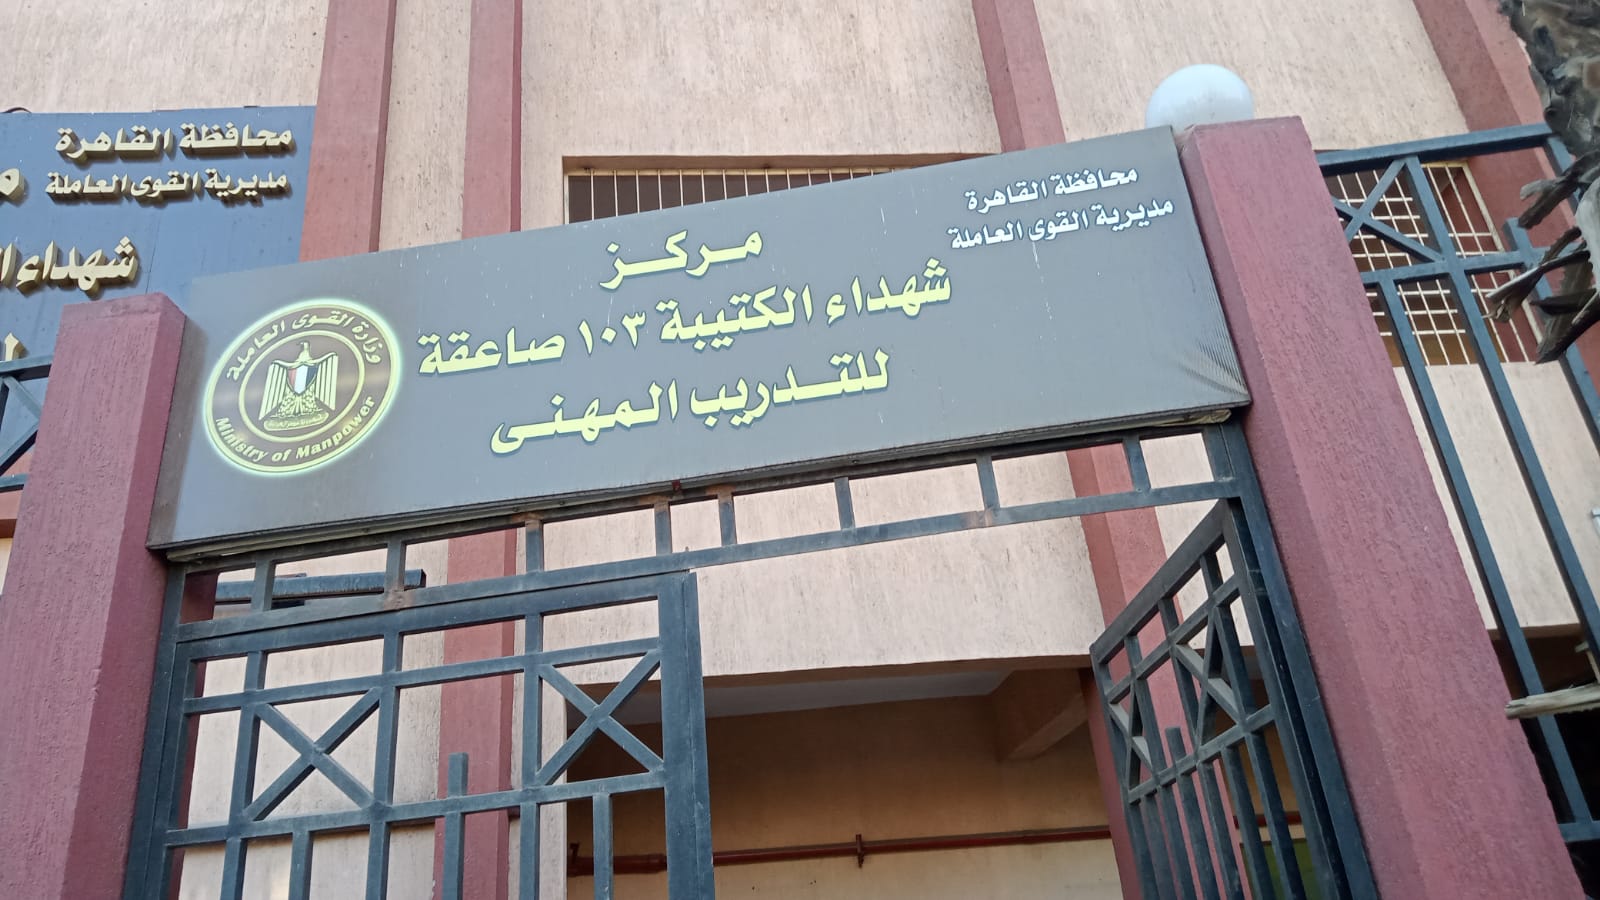 محافظة القاهرة
مديرية القوى العاملة
مركز
شهداء الكتيبة ١٠٣ صاعقة
للتدريب المهنى
وزارة القوى العاملة
Ministry of Manpower
محافظة القاهرة
مديرية القوى العاملة
شهداء